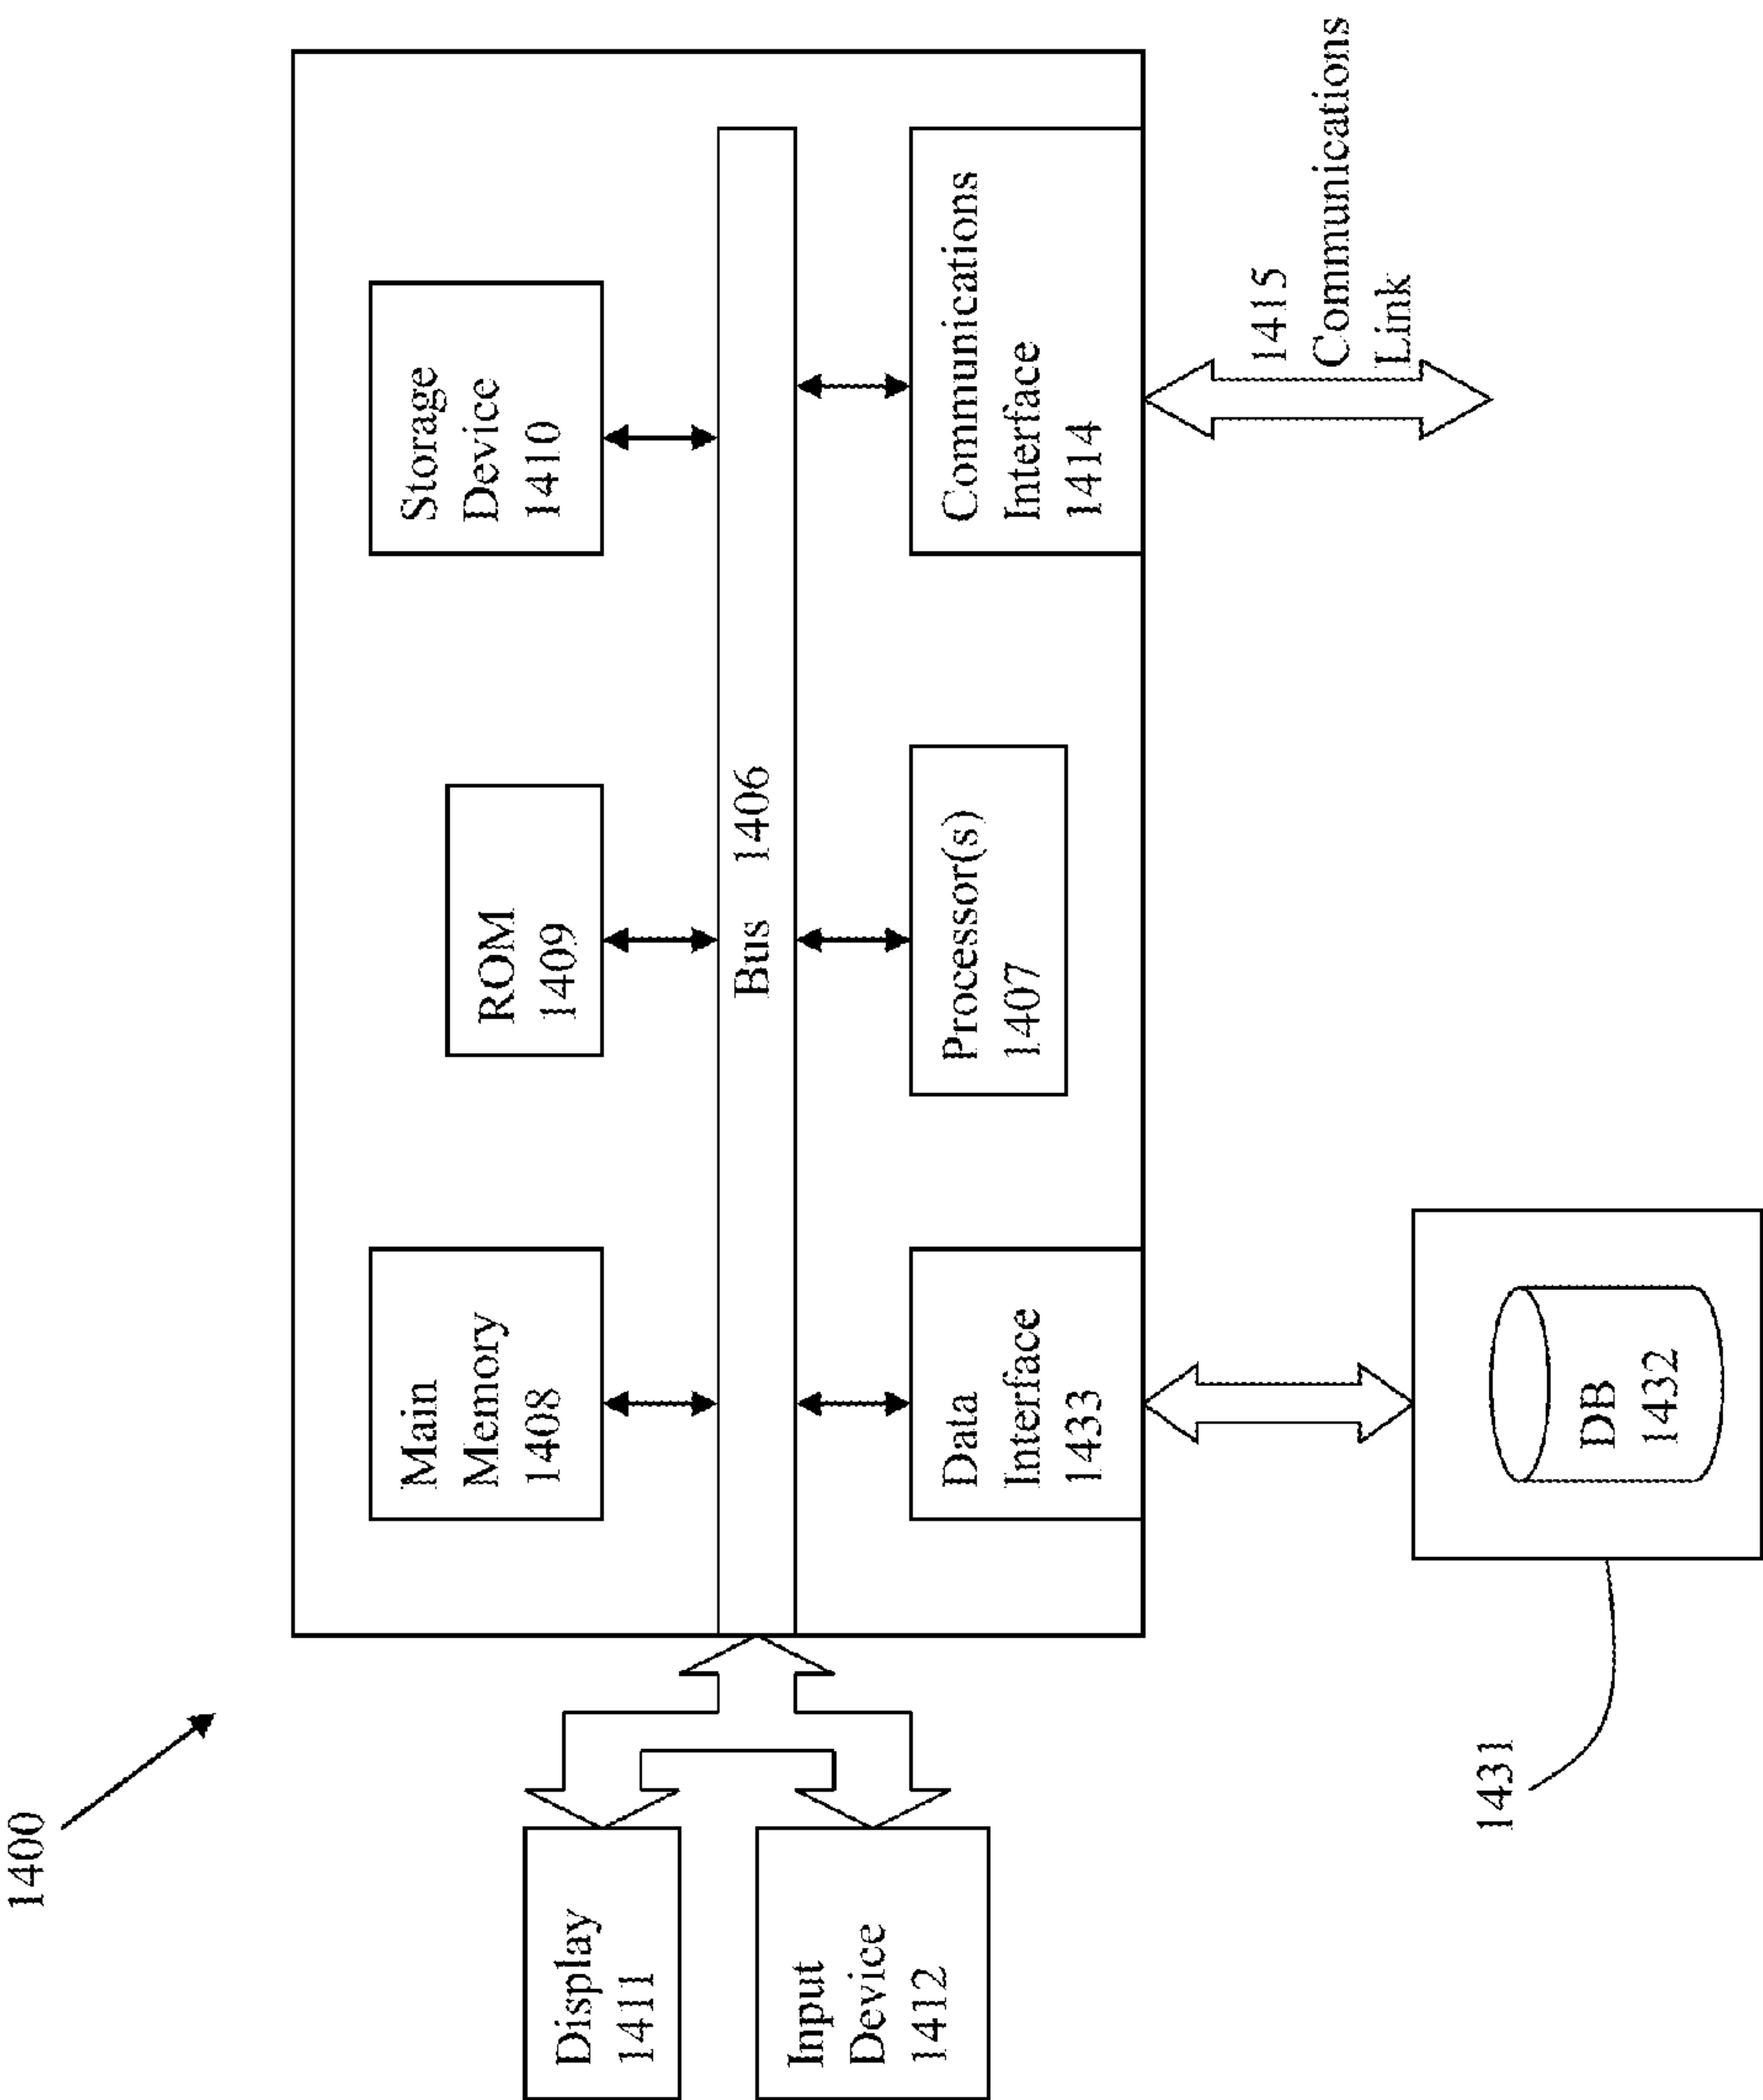 1400
Main
Memory
1408
ROM
1409
Storage
Device
1410
Display
1411
Bus 1406
Input
Device
1412
Data
Interface
1433
Processor(s)
1407
Communications
Interface
1414
1415
Communications
Link
1431
DB
1432